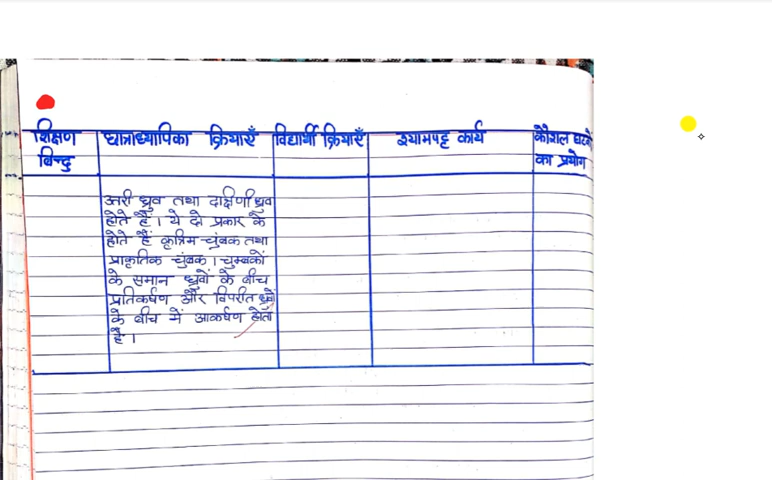 शिक्षण बिन्दु
छात्राध्यापिका क्रियाएँ
विद्यार्थी क्रियाएँ
श्यामपट्ट कार्य
कौशल घटकों का प्रयोग
उत्तरी ध्रुव तथा दक्षिणी ध्रुव
होते हैं। ये दो प्रकार के
होते हैं कृत्रिम चुंबक तथा
प्राकृतिक चुंबक। चुम्बकों
के समान ध्रुवों के बीच
प्रतिकर्षण और विपरीत ध्रुवों
के बीच में आकर्षण होता
है।